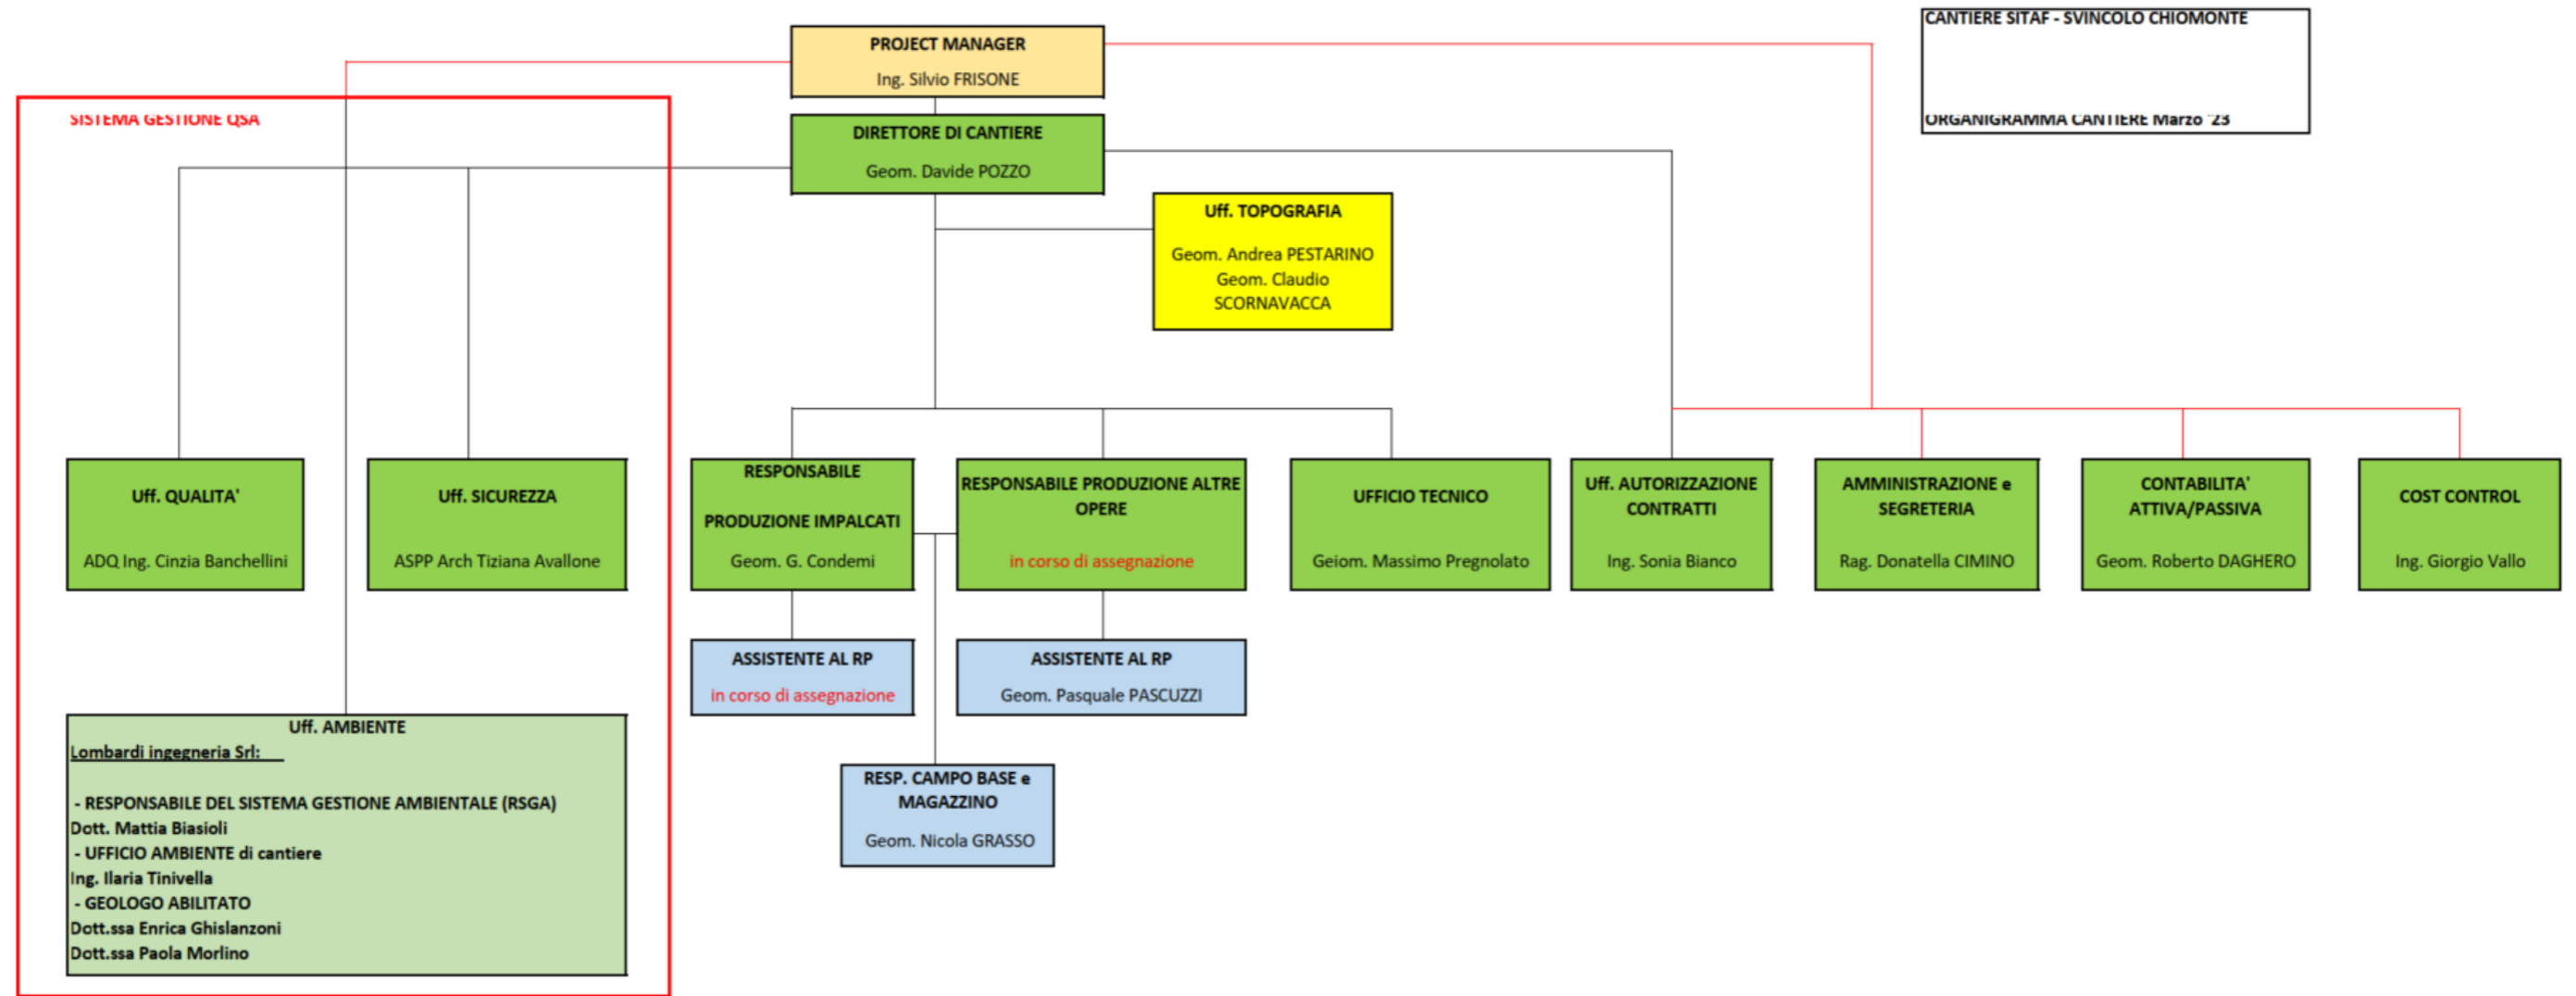 CANTIERE SITAF - SVINCOLO CHIOMONTE
ORGANIGRAMMA CANTIERE Marzo '23
PROJECT MANAGER
Ing. Silvio FRISONE
SISTEMA GESTIONE QSA
DIRETTORE DI CANTIERE
Geom. Davide POZZO
Uff. TOPOGRAFIA
Geom. Andrea PESTARINO
Geom. Claudio
SCORNAVACCA
Uff. QUALITA'
ADQ Ing. Cinzia Banchellini
Uff. SICUREZZA
ASPP Arch Tiziana Avallone
RESPONSABILE
PRODUZIONE IMPALCATI
Geom. G. Condemi
RESPONSABILE PRODUZIONE ALTRE
OPERE
in corso di assegnazione
UFFICIO TECNICO
Geiom. Massimo Pregnolato
Uff. AUTORIZZAZIONE
CONTRATTI
Ing. Sonia Bianco
AMMINISTRAZIONE e
SEGRETERIA
Rag. Donatella CIMINO
CONTABILITA'
ATTIVA/PASSIVA
Geom. Roberto DAGHERO
COST CONTROL
Ing. Giorgio Vallo
ASSISTENTE AL RP
in corso di assegnazione
ASSISTENTE AL RP
Geom. Pasquale PASCUZZI
Uff. AMBIENTE
Lombardi ingegneria Srl:
- RESPONSABILE DEL SISTEMA GESTIONE AMBIENTALE (RSGA)
Dott. Mattia Biasioli
- UFFICIO AMBIENTE di cantiere
Ing. Ilaria Tinivella
- GEOLOGO ABILITATO
Dott.ssa Enrica Ghislanzoni
Dott.ssa Paola Morlino
RESP. CAMPO BASE e
MAGAZZINO
Geom. Nicola GRASSO